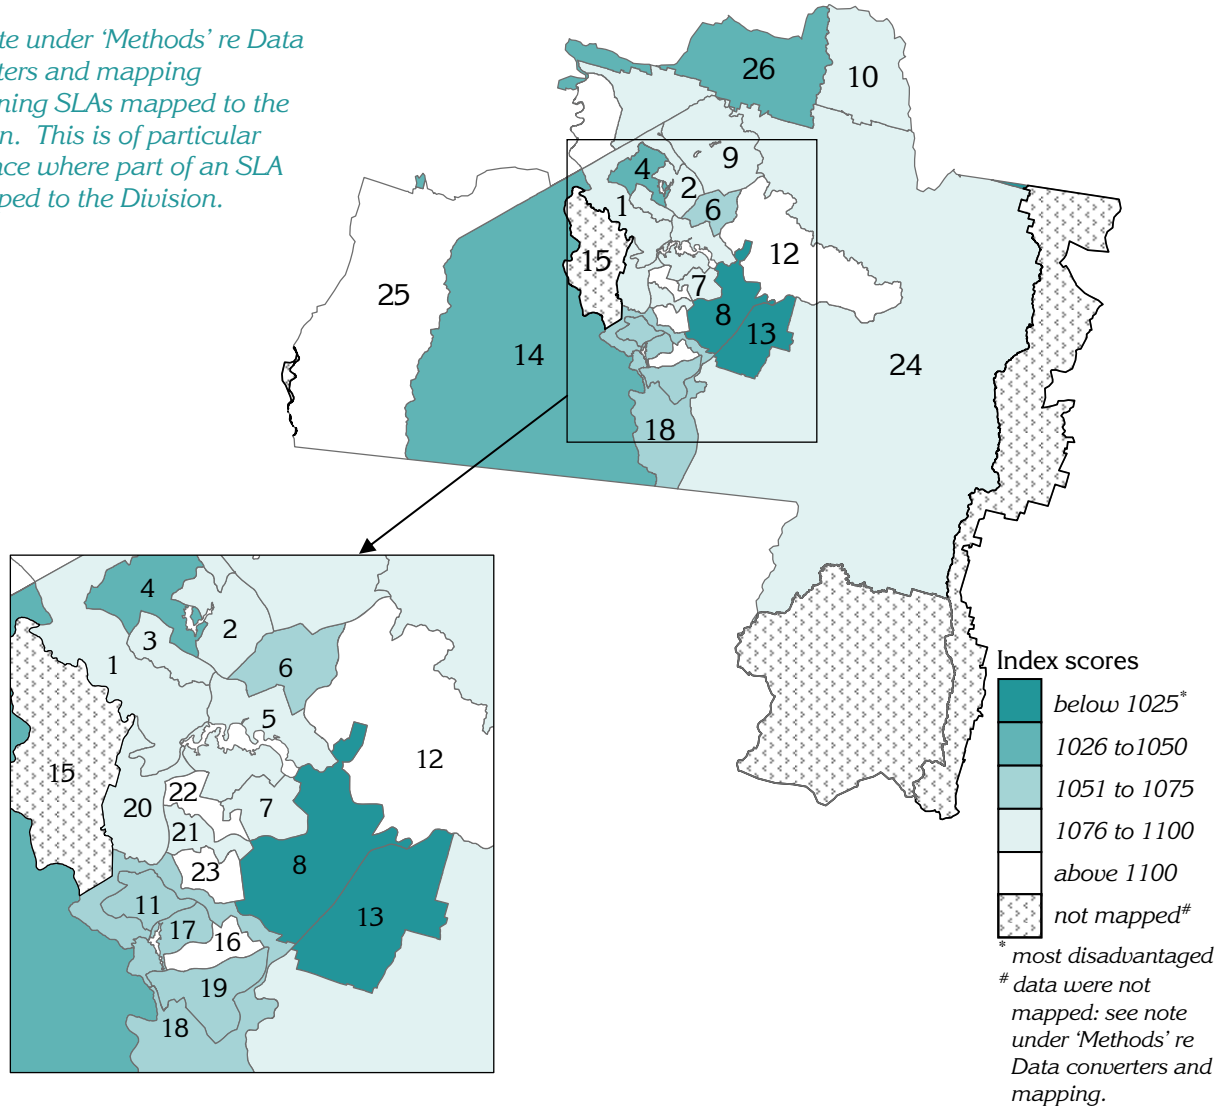 te under ‘Methods’ re Data
ters and mapping
ning SLAs mapped to the
n. This is of particular
nce where part of an SLA
ped to the Division.
26
10
9
4
2
1
6
12
15
7
25
8
13
14
24
18
4
2
3
1
6
5
12
15
22
20
7
21
8
23
11
13
17
16
19
18
Index scores
below 1025*
1026 to1050
1051 to 1075
1076 to 1100
above 1100
not mapped#
* most disadvantaged
# data were not
mapped: see note
under ‘Methods’ re
Data converters and
mapping.